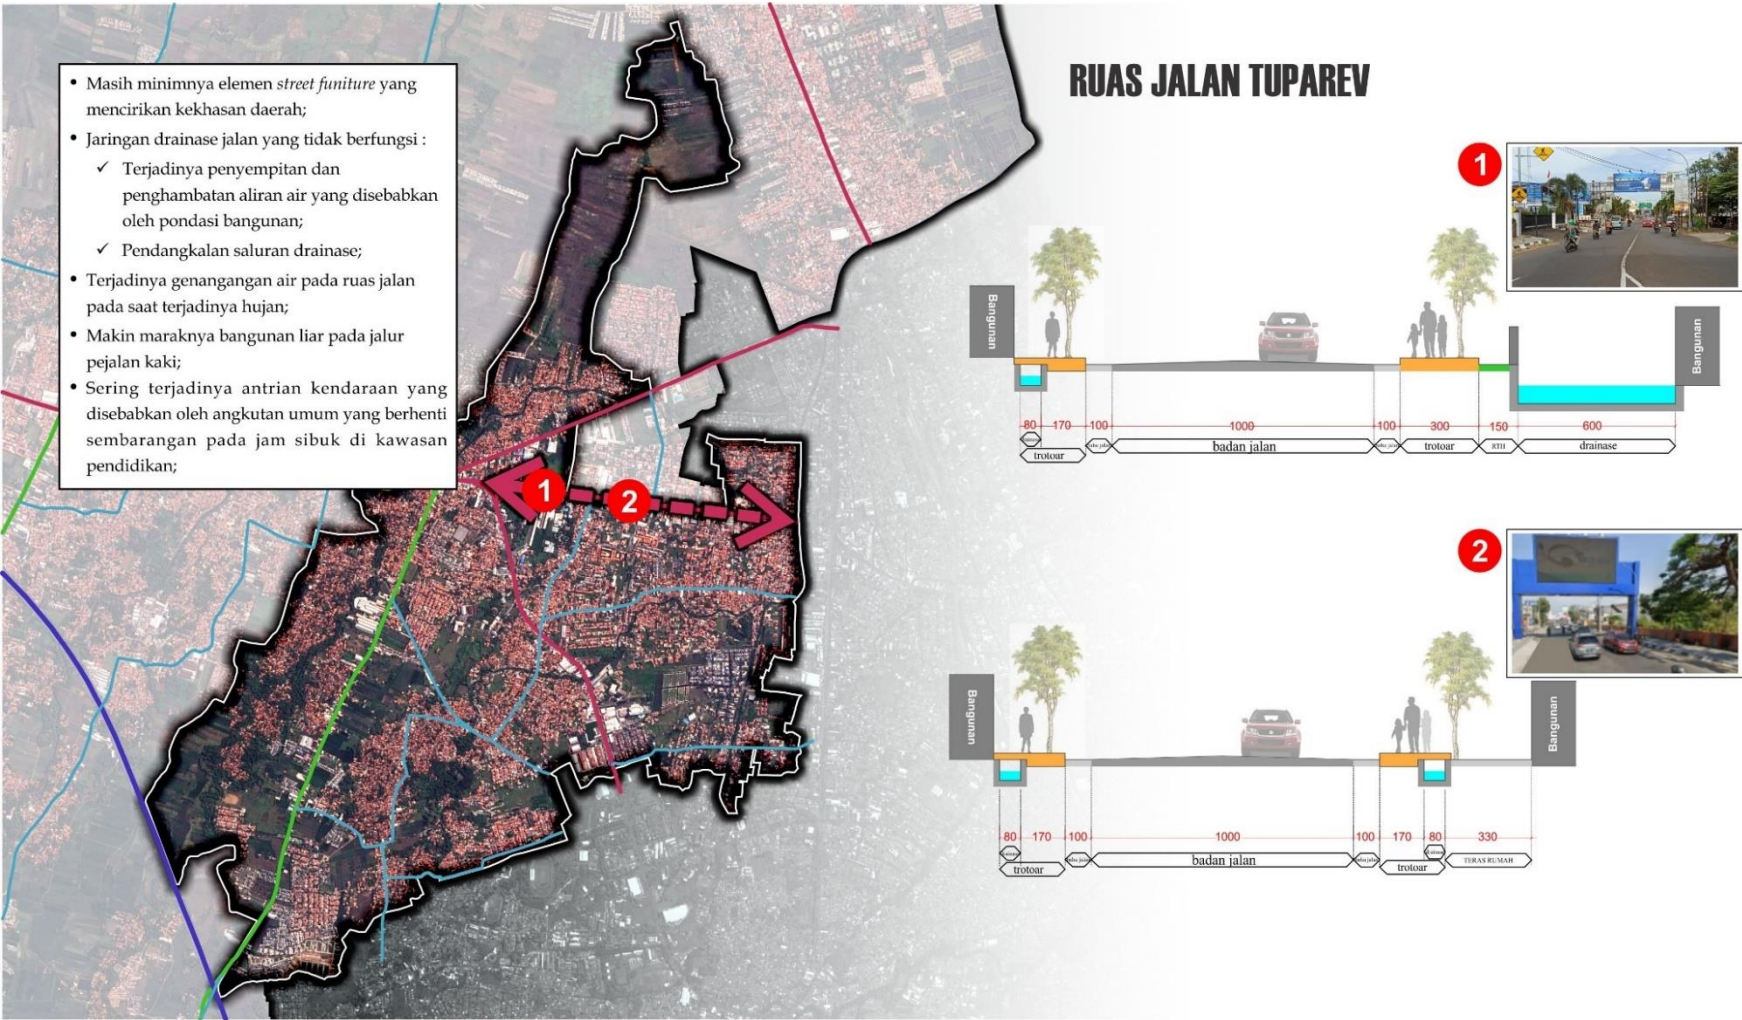 • Masih minimnya elemen street funiture yang
mencirikan kekhasan daerah;
• Jaringan drainase jalan yang tidak berfungsi :
✓ Terjadinya penyempitan dan
penghambatan aliran air yang disebabkan
oleh pondasi bangunan;
✓ Pendangkalan saluran drainase;
• Terjadinya genangangan air pada ruas jalan
pada saat terjadinya hujan;
• Makin maraknya bangunan liar pada jalur
pejalan kaki;
• Sering terjadinya antrian kendaraan yang
disebabkan oleh angkutan umum yang berhenti
sembarangan pada jam sibuk di kawasan
pendidikan;
1
2
RUAS JALAN TUPAREV
1
Bangunan
Bangunan
80 170 100 1000 100 300 150 600
badan jalan trotoar RTH drainase
trotoar
2
Bangunan
Bangunan
80 170 100 1000 100 170 80 330
badan jalan TERAS RUMAH
trotoar trotoar